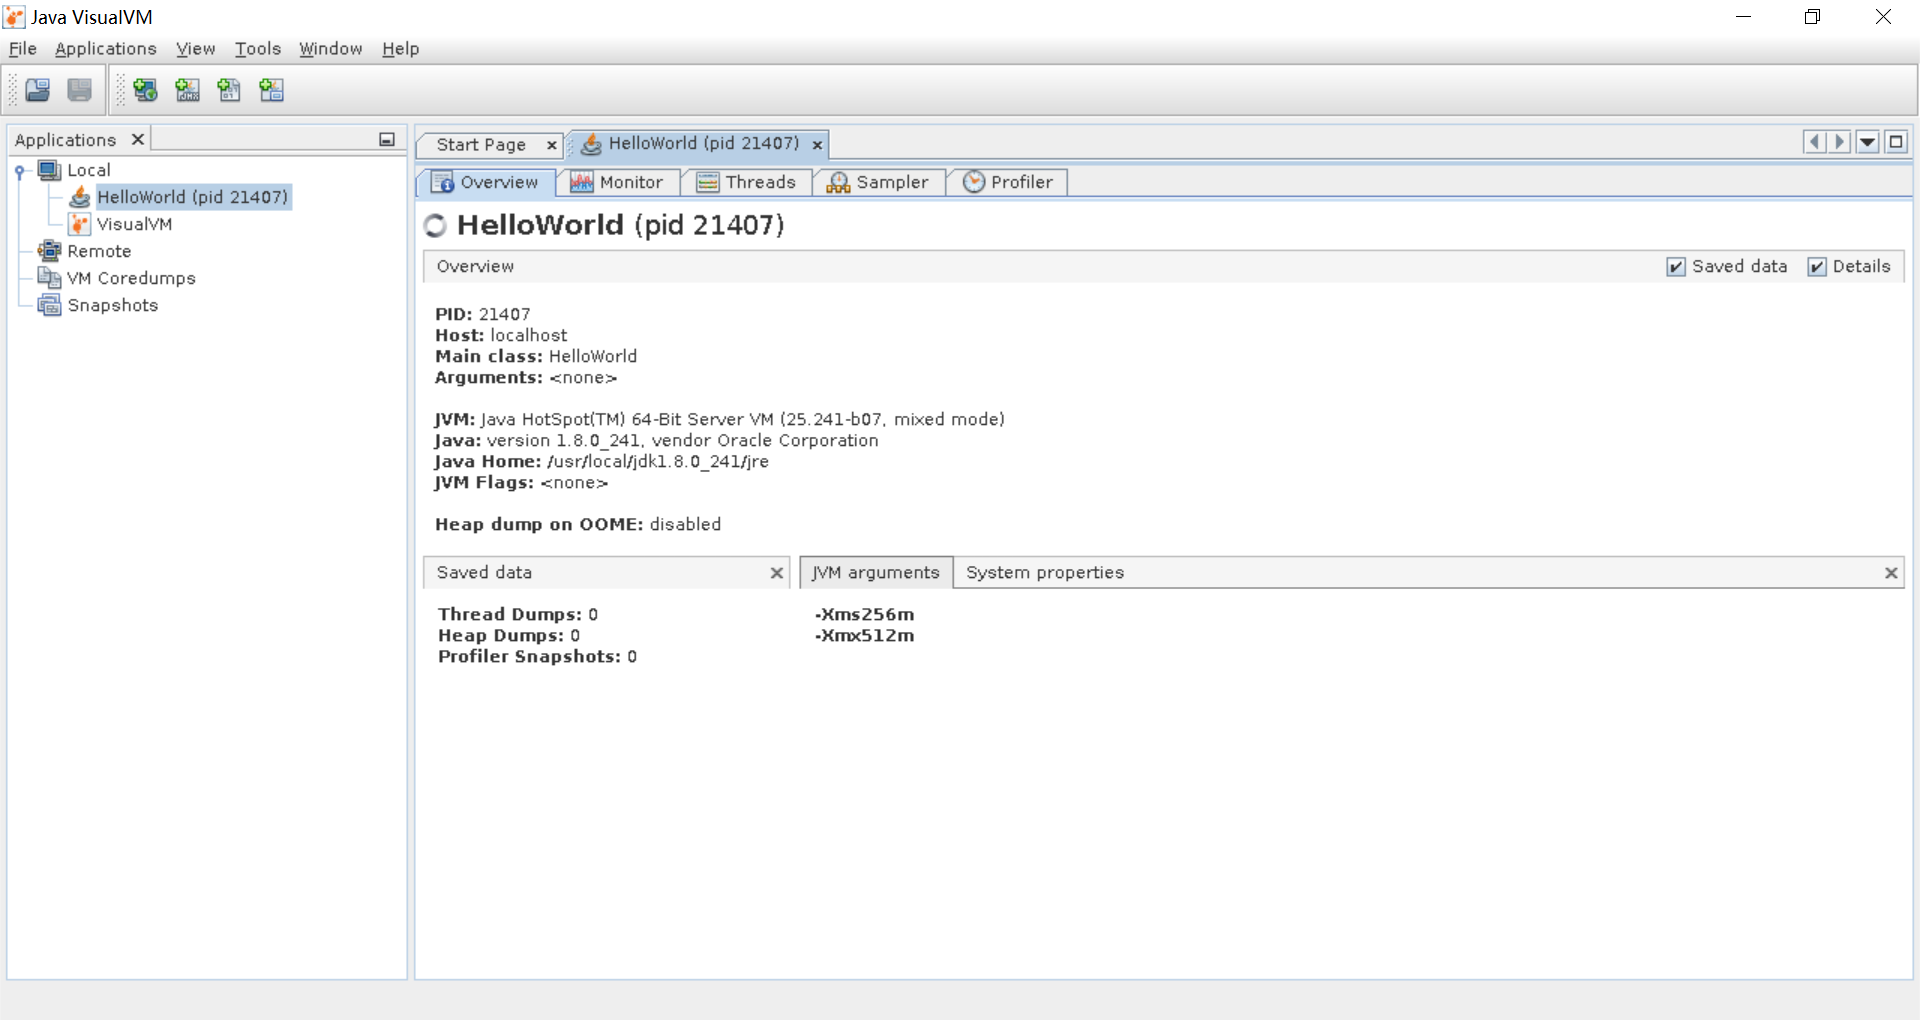 Java VisualVM
File Applications View Tools Window Help
Applications
Local
HelloWorld (pid 21407)
VisualVM
Remote
VM Coredumps
Snapshots
Start Page
HelloWorld (pid 21407)
Overview Monitor Threads Sampler Profiler
HelloWorld (pid 21407)
Overview
Saved data Details
PID: 21407
Host: localhost
Main class: HelloWorld
Arguments: <none>
JVM: Java HotSpot(TM) 64-Bit Server VM (25.241-b07, mixed mode)
Java: version 1.8.0_241, vendor Oracle Corporation
Java Home: /usr/local/jdk1.8.0_241/jre
JVM Flags: <none>
Heap dump on OOME: disabled
Saved data
Thread Dumps: 0
Heap Dumps: 0
Profiler Snapshots: 0
JVM arguments System properties
-Xms256m
-Xmx512m